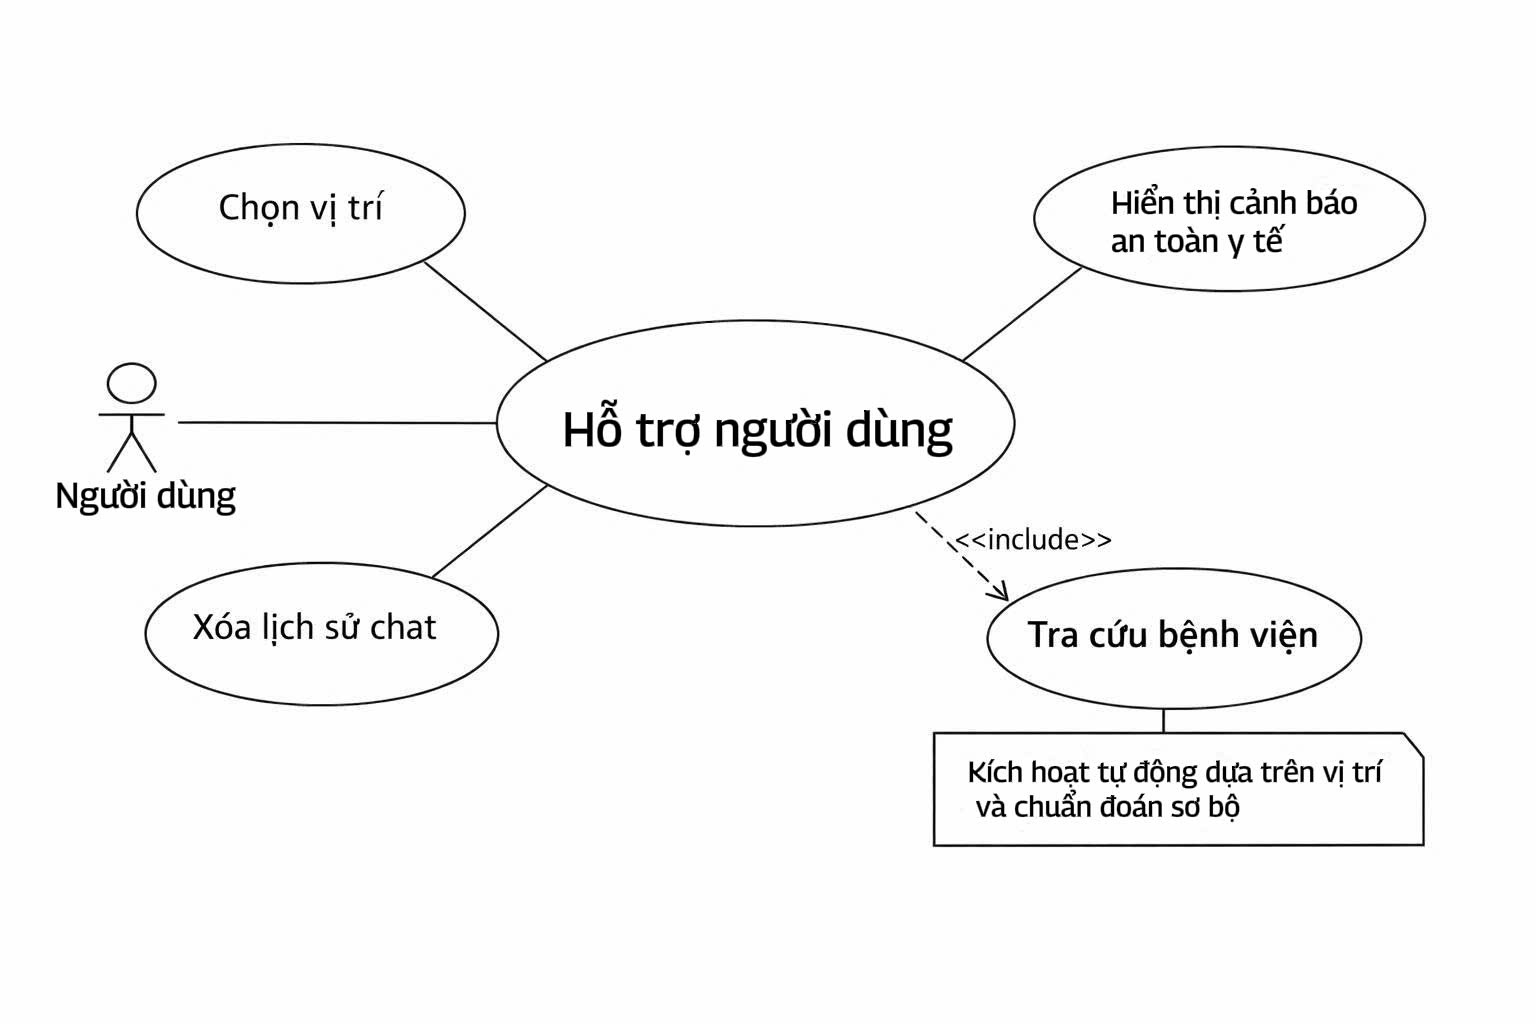 Chọn vị trí
Hiển thị cảnh báo
an toàn y tế
Hỗ trợ người dùng
Người dùng
<<include>>
Xóa lịch sử chat
Tra cứu bệnh viện
Kích hoạt tự động dựa trên vị trí
và chuẩn đoán sơ bộ